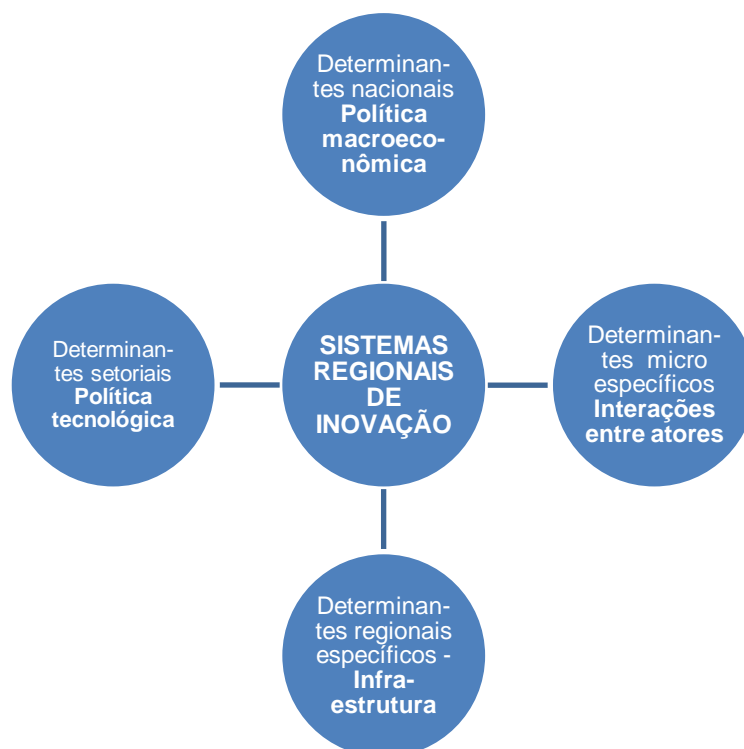 Determinan-
tes nacionais
Política
macroeco-
nômica
Determinan-
tes setoriais
Política
tecnológica
SISTEMAS
REGIONAIS
DE
INOVAÇÃO
Determinan-
tes micro
específicos
Interações
entre atores
Determinan-
tes regionais
específicos -
Infra-
estrutura